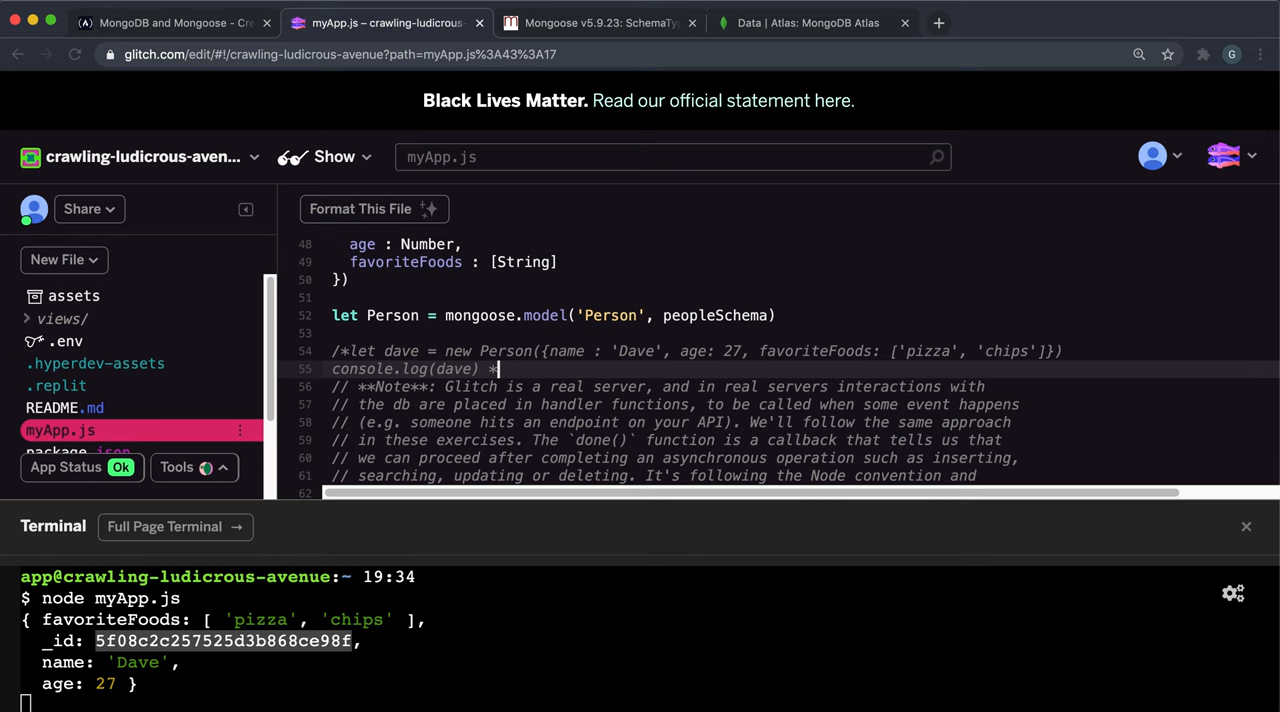 MongoDB and Mongoose - Cre
myApp.js – crawling-ludicrous-
Mongoose v5.9.23: SchemaTyp
Data | Atlas: MongoDB Atlas
glitch.com/edit/#!/crawling-ludicrous-avenue?path=myApp.js%3A43%3A17
G
Black Lives Matter. Read our official statement here.
crawling-ludicrous-aven...
Show
myApp.js
Share
Format This File
New File
assets
views/
.env
.hyperdev-assets
.replit
README.md
myApp.js
package.json
App Status Ok
Tools
48 age : Number,
49 favoriteFoods : [String]
50 })
51
52 let Person = mongoose.model('Person', peopleSchema)
53
54 /*let dave = new Person({name : 'Dave', age: 27, favoriteFoods: ['pizza', 'chips']})
55 console.log(dave) *
56 // **Note**: Glitch is a real server, and in real servers interactions with
57 // the db are placed in handler functions, to be called when some event happens
58 // (e.g. someone hits an endpoint on your API). We'll follow the same approach
59 // in these exercises. The `done()` function is a callback that tells us that
60 // we can proceed after completing an asynchronous operation such as inserting,
61 // searching, updating or deleting. It's following the Node convention and
62
Terminal
Full Page Terminal →
app@crawling-ludicrous-avenue:~ 19:34
$ node myApp.js
{ favoriteFoods: [ 'pizza', 'chips' ],
_id: 5f08c2c257525d3b868ce98f,
name: 'Dave',
age: 27 }